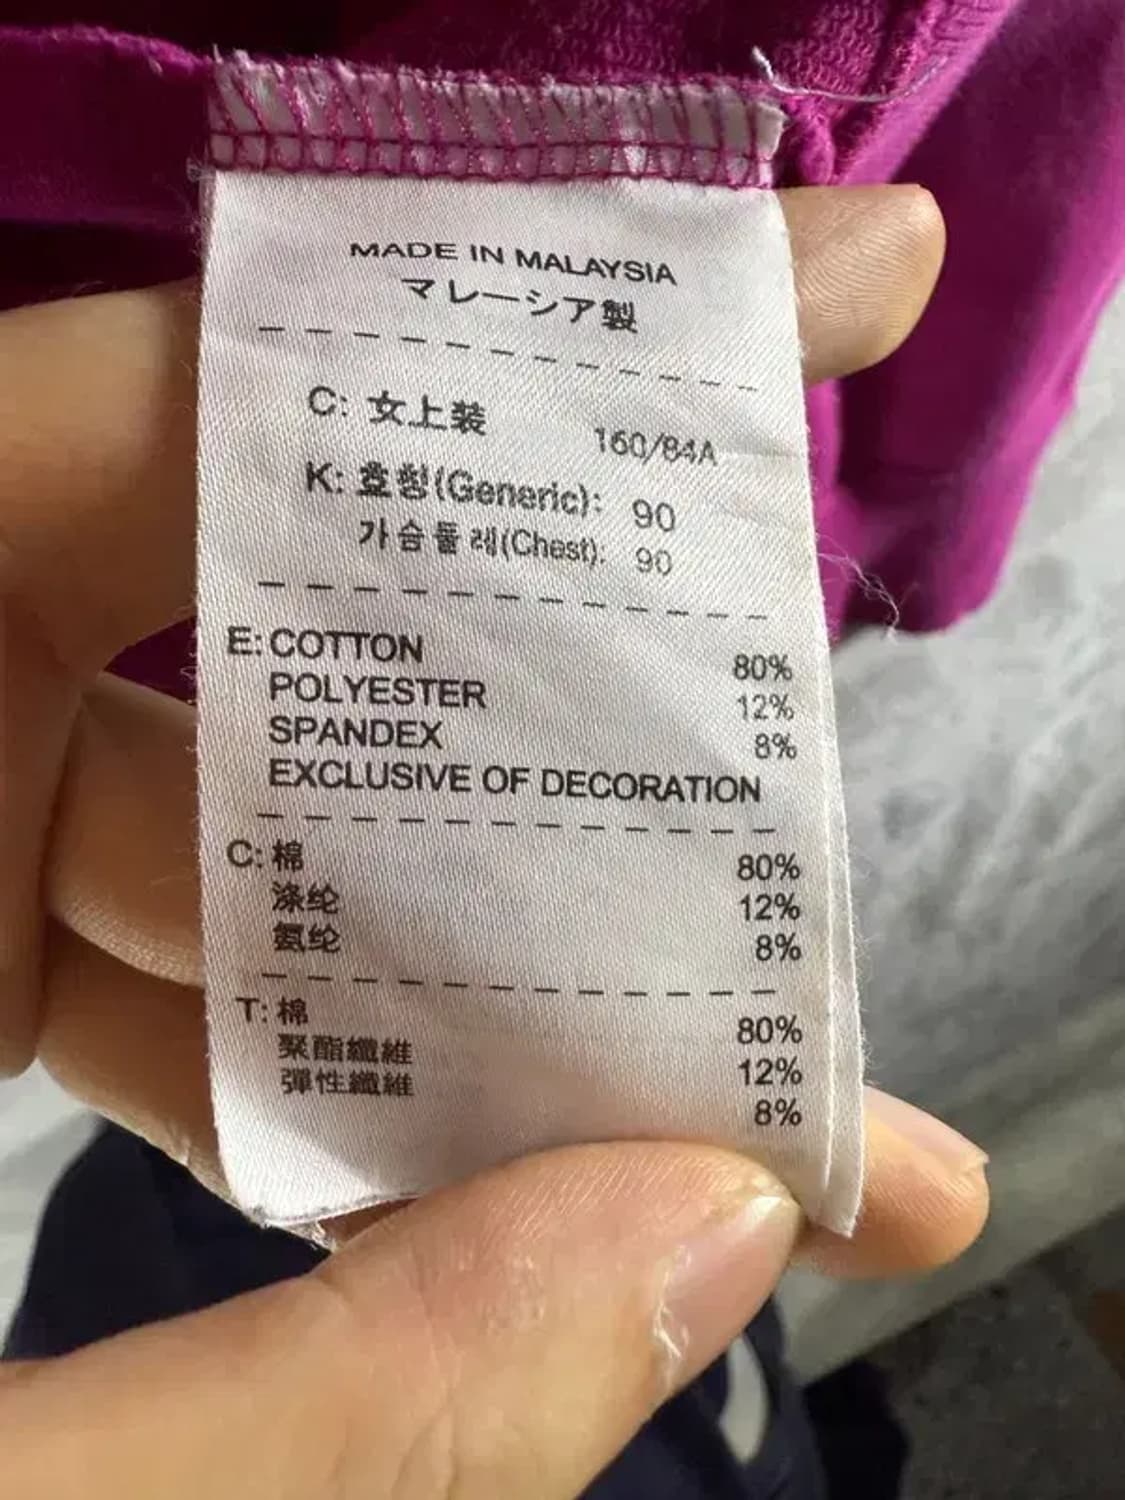 MADE IN MALAYSIA
マレーシア製
C: 女上装 160/84A
K: 호칭(Generic): 90
가슴둘레(Chest): 90
E: COTTON 80%
POLYESTER 12%
SPANDEX 8%
EXCLUSIVE OF DECORATION
C: 棉 80%
涤纶 12%
氨纶 8%
T: 棉 80%
聚酯纖維 12%
彈性纖維 8%